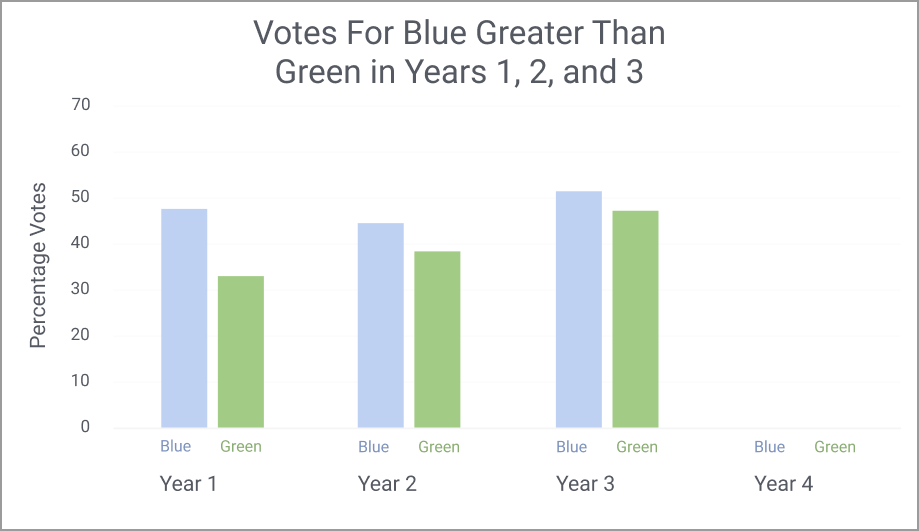 Votes For Blue Greater Than
Green in Years 1, 2, and 3
Percentage Votes
70
60
50
40
30
20
10
0
Blue Green Blue Green Blue Green Blue Green
Year 1 Year 2 Year 3 Year 4